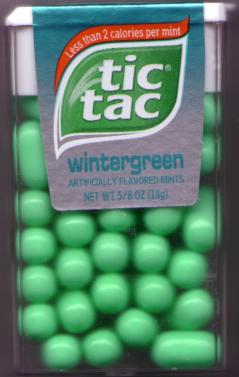 Less than 2 calories per mint
tic®
tac
wintergreen
ARTIFICIALLY FLAVORED MINTS
NET WT 5/8 OZ (18g)